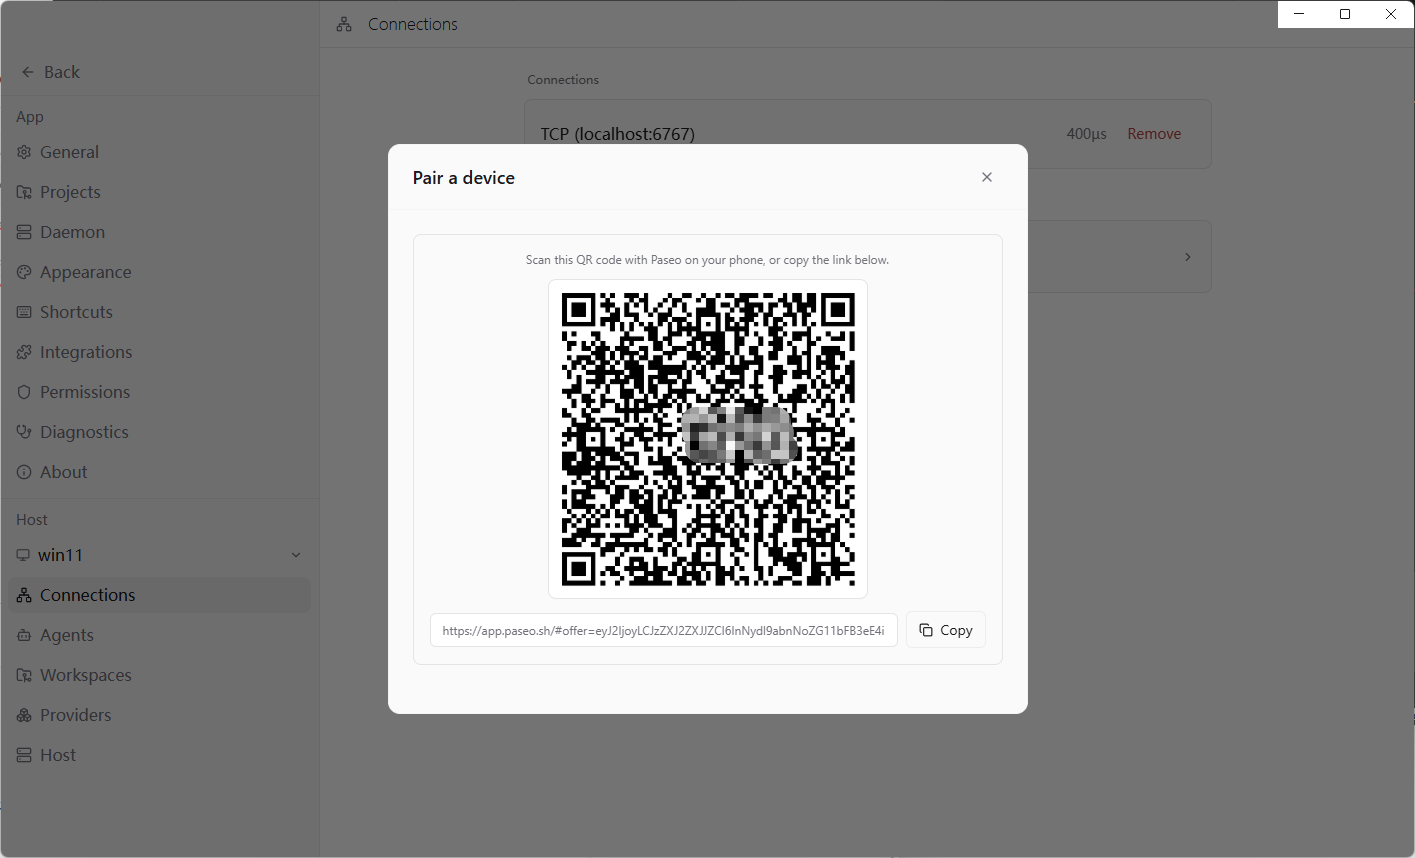 Connections
Back
App
General
Projects
Daemon
Appearance
Shortcuts
Integrations
Permissions
Diagnostics
About
Host
win11
Connections
Agents
Workspaces
Providers
Host
Connections
TCP (localhost:6767)
400µs
Remove
Pair a device
Scan this QR code with Paseo on your phone, or copy the link below.
https://app.paseo.sh/#offer=eyJ2IjoyLCJzZXJ2ZXJJZCI6InNydl9abnNoZG11bFB3eE4i
Copy